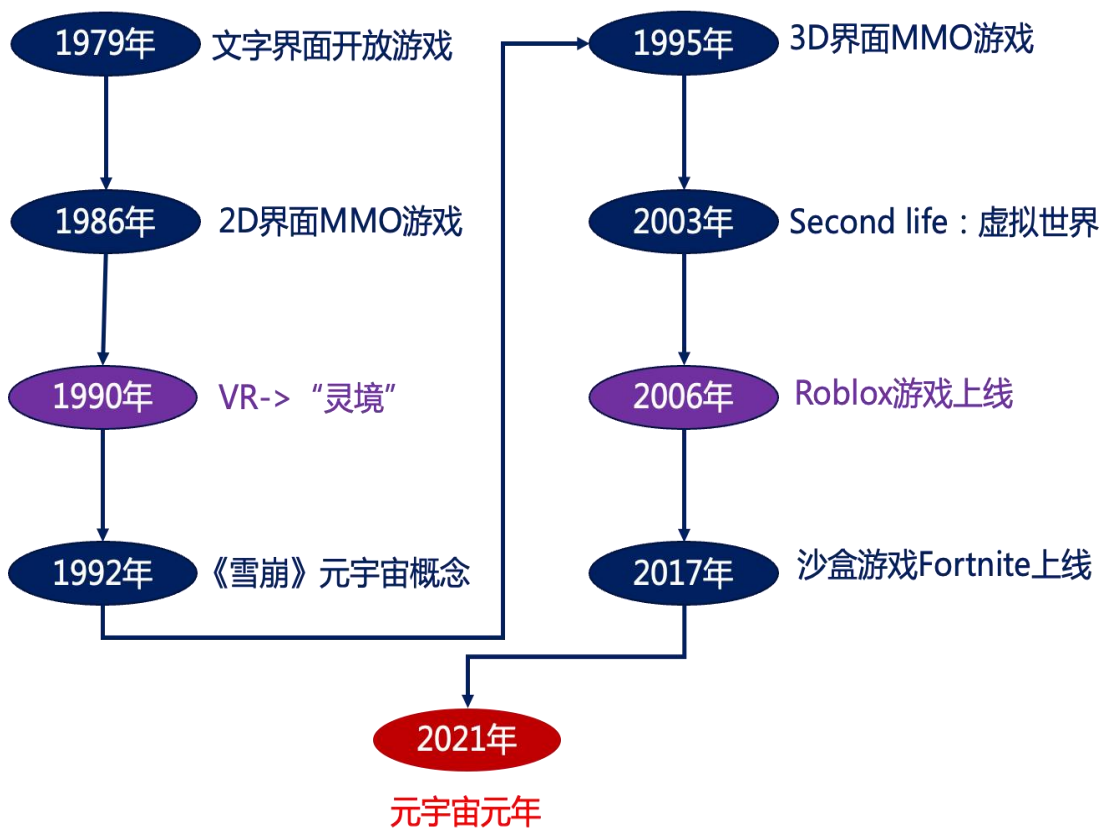 1979年 文字界面开放游戏
1986年 2D界面MMO游戏
1990年 VR->“灵境”
1992年 《雪崩》元宇宙概念
1995年 3D界面MMO游戏
2003年 Second life：虚拟世界
2006年 Roblox游戏上线
2017年 沙盒游戏Fortnite上线
2021年
元宇宙元年